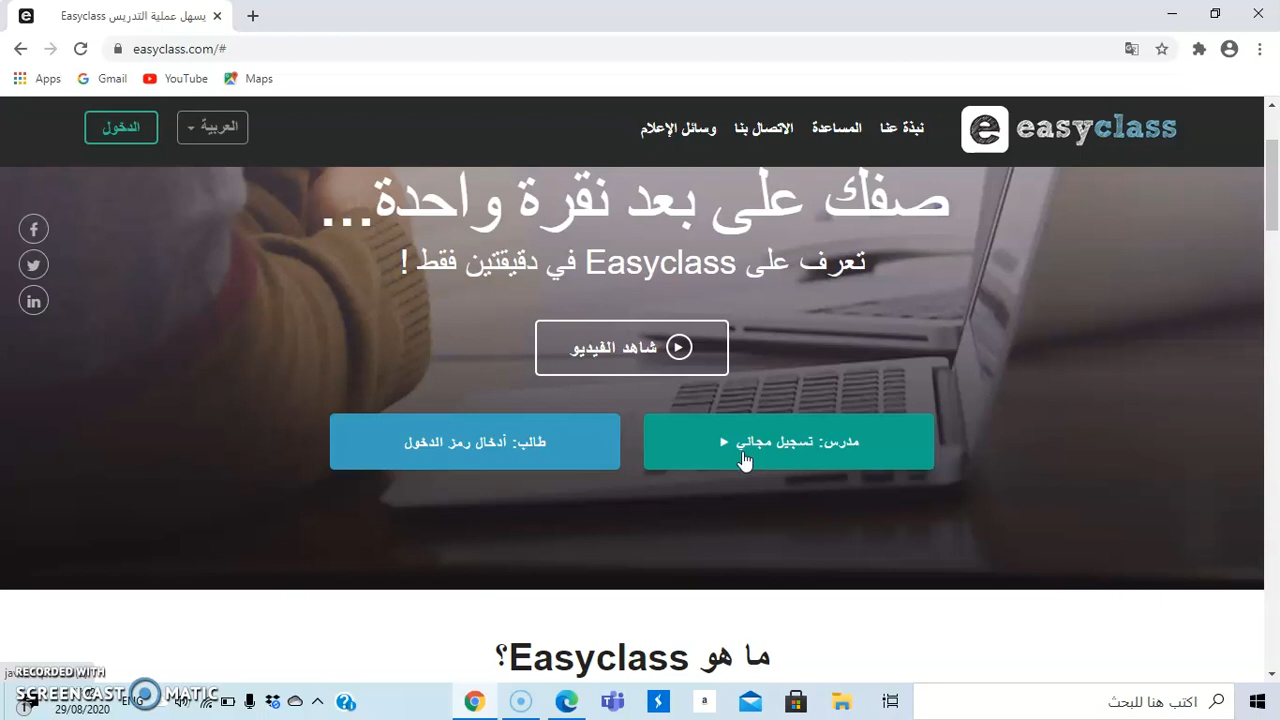 يسهل عملية التدريس Easyclass
easyclass.com/#
Apps
Gmail
YouTube
Maps
easyclass
نبذة عنا
المساعدة
الاتصال بنا
وسائل الإعلام
العربية
الدخول
صفك على بعد نقرة واحدة...
تعرف على Easyclass في دقيقتين فقط !
شاهد الفيديو
مدرس: تسجيل مجاني
طالب: أدخال رمز الدخول
ما هو Easyclass؟
RECORDED WITH
SCREENCAST MATIC
ENG
29/08/2020
اكتب هنا للبحث